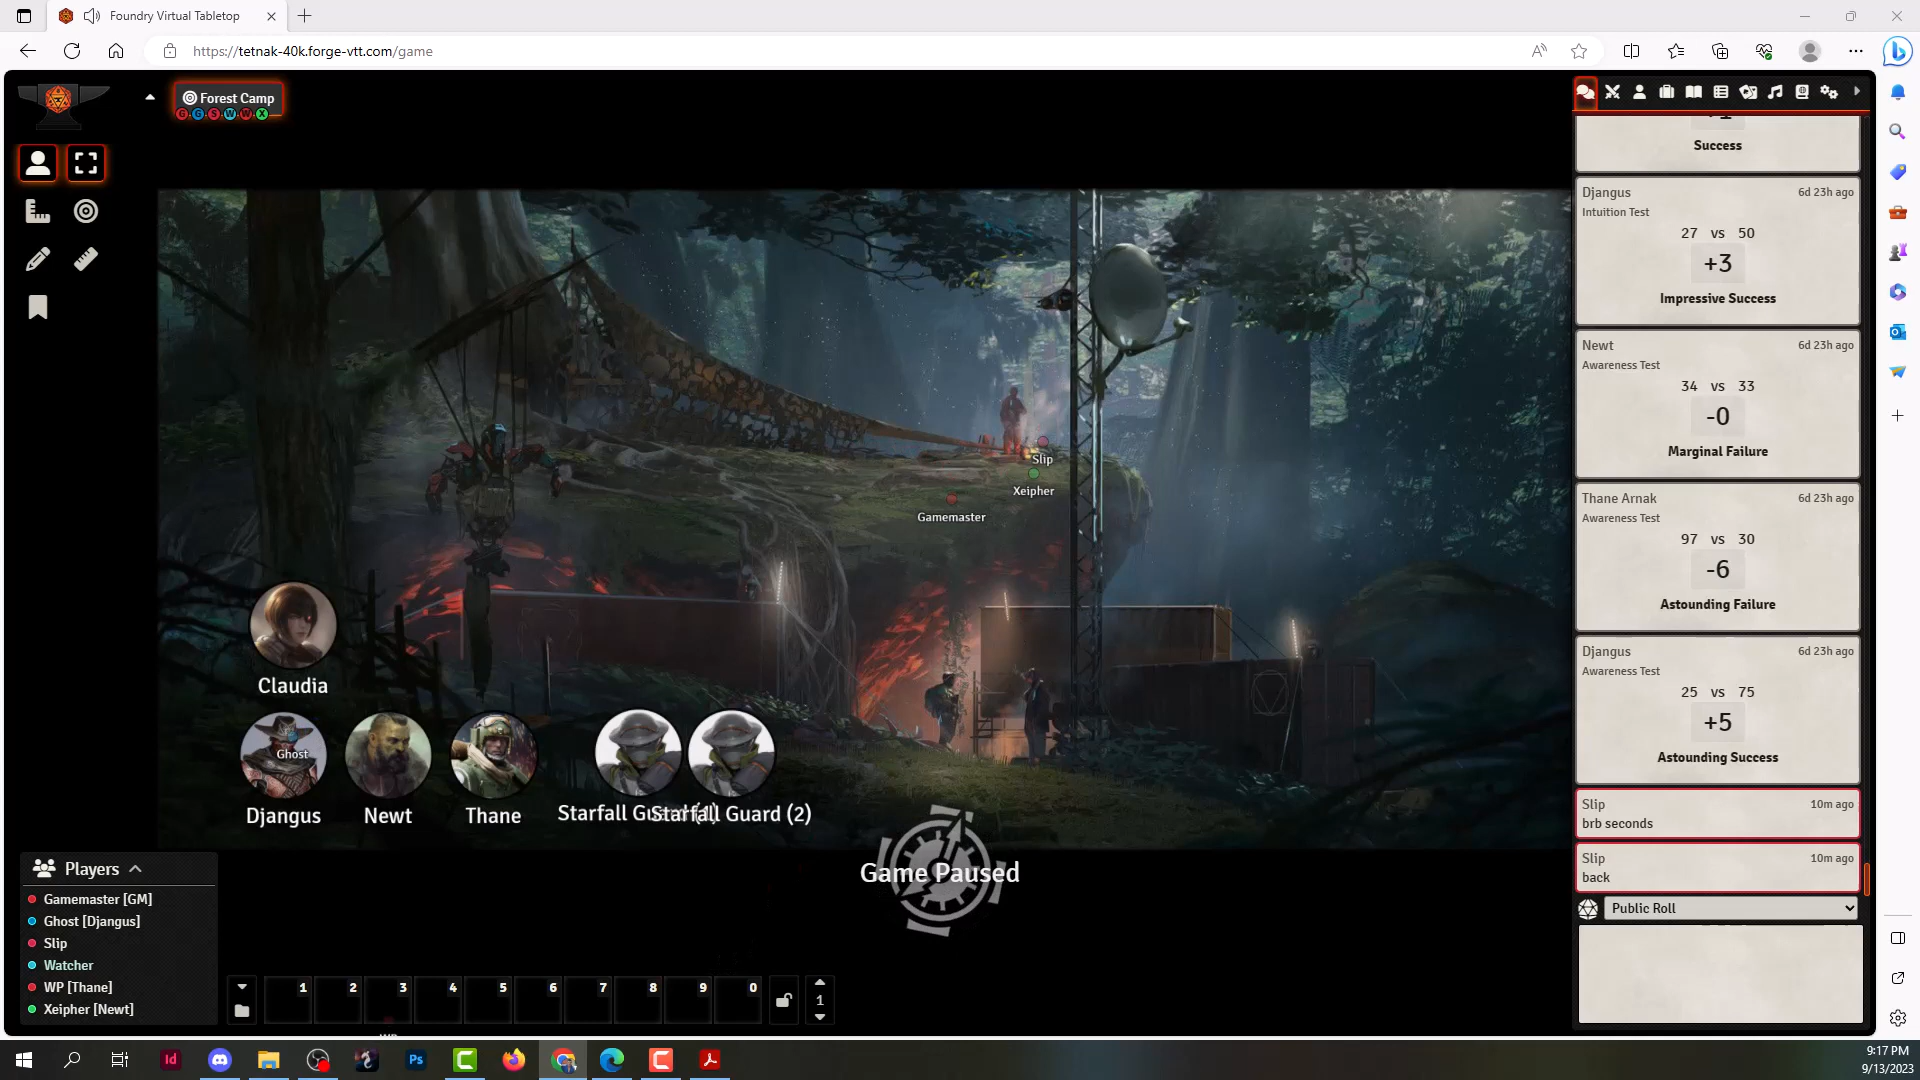 Foundry Virtual Tabletop
https://tetnak-40k.forge-vtt.com/game
Forest Camp
G G S W W X
Success
Djangus 6d 23h ago
Intuition Test
27 vs 50
+3
Impressive Success
Newt 6d 23h ago
Awareness Test
34 vs 33
-0
Marginal Failure
Thane Arnak 6d 23h ago
Awareness Test
97 vs 30
-6
Astounding Failure
Djangus 6d 23h ago
Awareness Test
25 vs 75
+5
Astounding Success
Slip 10m ago
brb seconds
Slip 10m ago
back
Public Roll
Slip
Xeipher
Gamemaster
Claudia
Ghost
Djangus
Newt
Thane
Starfall Guard (1)
Starfall Guard (2)
Game Paused
Players
Gamemaster [GM]
Ghost [Djangus]
Slip
Watcher
WP [Thane]
Xeipher [Newt]
1 2 3 4 5 6 7 8 9 0
1
Id
Ps
9:17 PM
9/13/2023